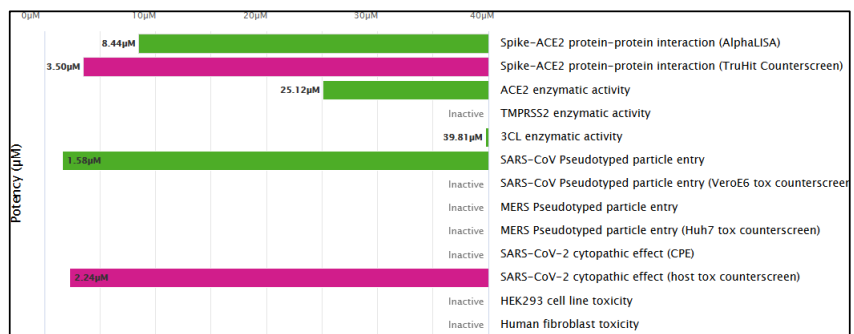 0µM 10µM 20µM 30µM 40µM
8.44µM Spike-ACE2 protein-protein interaction (AlphaLISA)
3.50µM Spike-ACE2 protein-protein interaction (TruHit Counterscreen)
25.12µM ACE2 enzymatic activity
Inactive TMPRSS2 enzymatic activity
39.81µM 3CL enzymatic activity
1.58µM SARS-CoV Pseudotyped particle entry
Inactive SARS-CoV Pseudotyped particle entry (VeroE6 tox counterscreen
Inactive MERS Pseudotyped particle entry
Inactive MERS Pseudotyped particle entry (Huh7 tox counterscreen)
Inactive SARS-CoV-2 cytopathic effect (CPE)
2.24µM SARS-CoV-2 cytopathic effect (host tox counterscreen)
Inactive HEK293 cell line toxicity
Inactive Human fibroblast toxicity
Potency (µM)